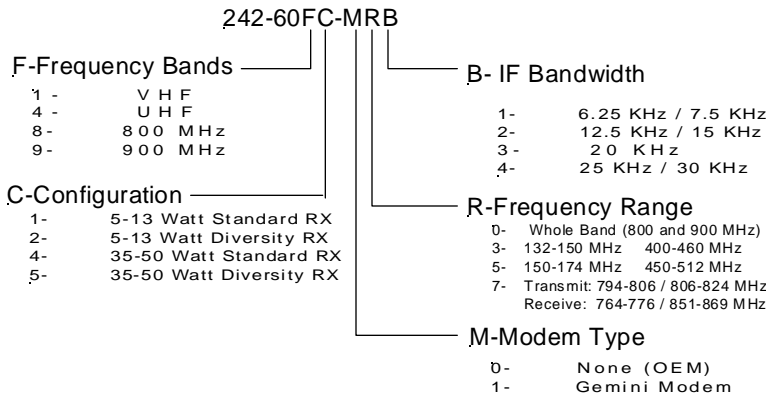 242-60FC-MRB
F-Frequency Bands
1- VHF
4- UHF
8- 800 MHz
9- 900 MHz
C-Configuration
1- 5-13 Watt Standard RX
2- 5-13 Watt Diversity RX
4- 35-50 Watt Standard RX
5- 35-50 Watt Diversity RX
B- IF Bandwidth
1- 6.25 KHz / 7.5 KHz
2- 12.5 KHz / 15 KHz
3- 20 KHz
4- 25 KHz / 30 KHz
R-Frequency Range
0- Whole Band (800 and 900 MHz)
3- 132-150 MHz 400-460 MHz
5- 150-174 MHz 450-512 MHz
7- Transmit: 794-806 / 806-824 MHz
Receive: 764-776 / 851-869 MHz
M-Modem Type
0- None (OEM)
1- Gemini Modem